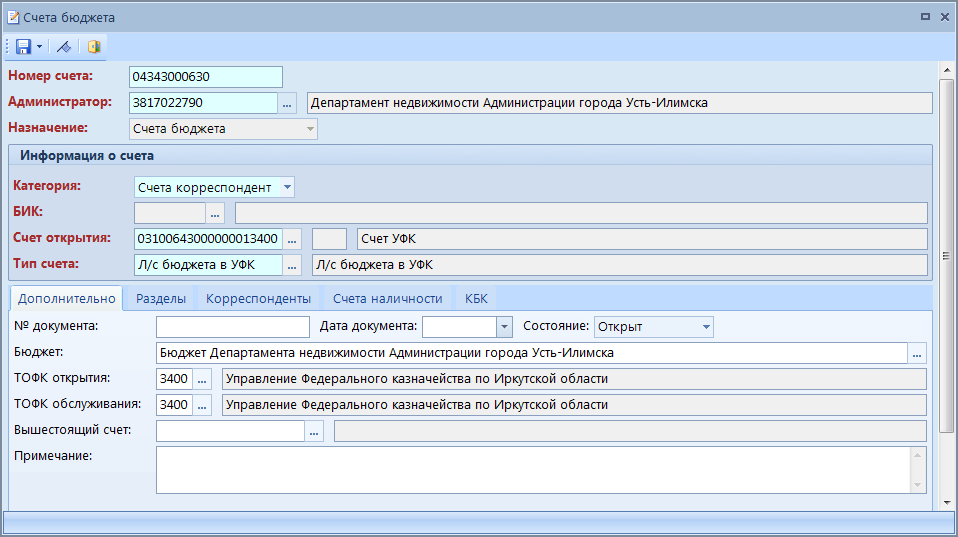 Счета бюджета
Номер счета: 04343000630
Администратор: 3817022790 ... Департамент недвижимости Администрации города Усть-Илимска
Назначение: Счета бюджета
Информация о счета
Категория: Счета корреспондент
БИК: ...
Счет открытия: 03100643000000013400 ... Счет УФК
Тип счета: Л/с бюджета в УФК ... Л/с бюджета в УФК
Дополнительно Разделы Корреспонденты Счета наличности КБК
№ документа: Дата документа: Состояние: Открыт
Бюджет: Бюджет Департамента недвижимости Администрации города Усть-Илимска ...
ТОФК открытия: 3400 ... Управление Федерального казначейства по Иркутской области
ТОФК обслуживания: 3400 ... Управление Федерального казначейства по Иркутской области
Вышестоящий счет: ...
Примечание: